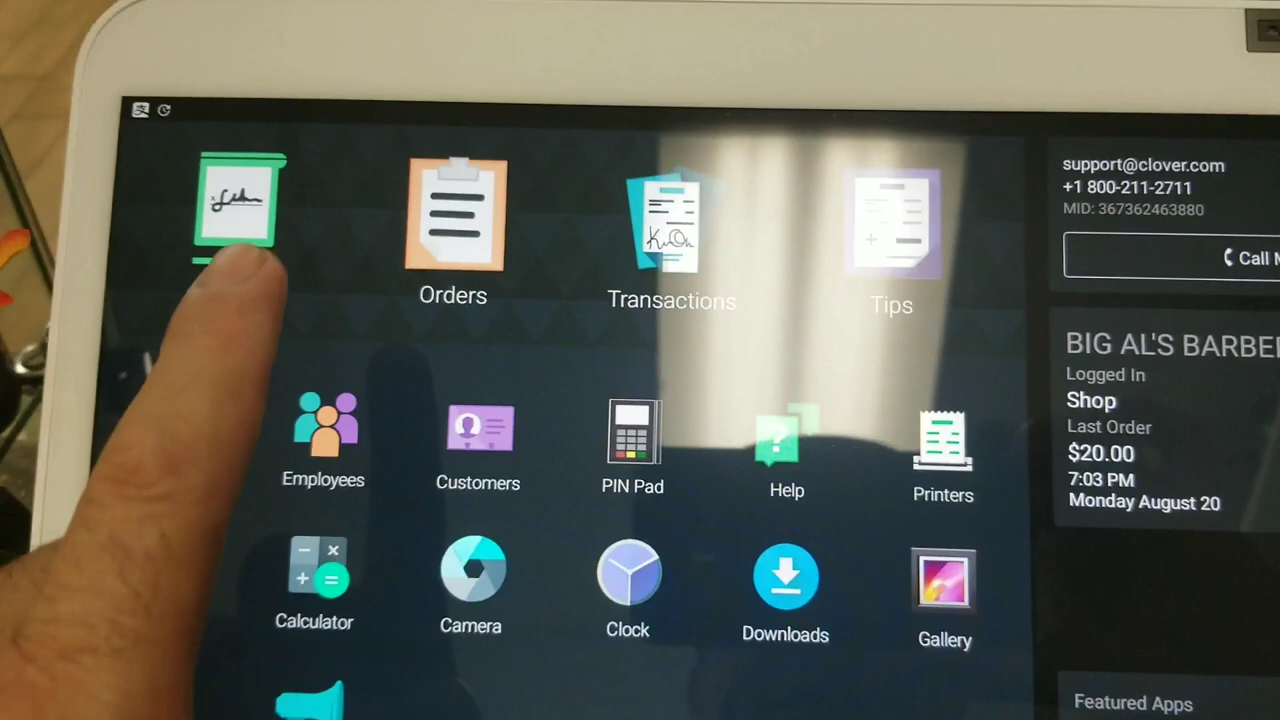 Orders
Transactions
Tips
Employees
Customers
PIN Pad
Help
Printers
Calculator
Camera
Clock
Downloads
Gallery
support@clover.com
+1 800-211-2711
MID: 367362463880
Call
BIG AL'S
Logged In
Shop
Last Order
$20.00
7:03 PM
Monday August 20
Featured Apps